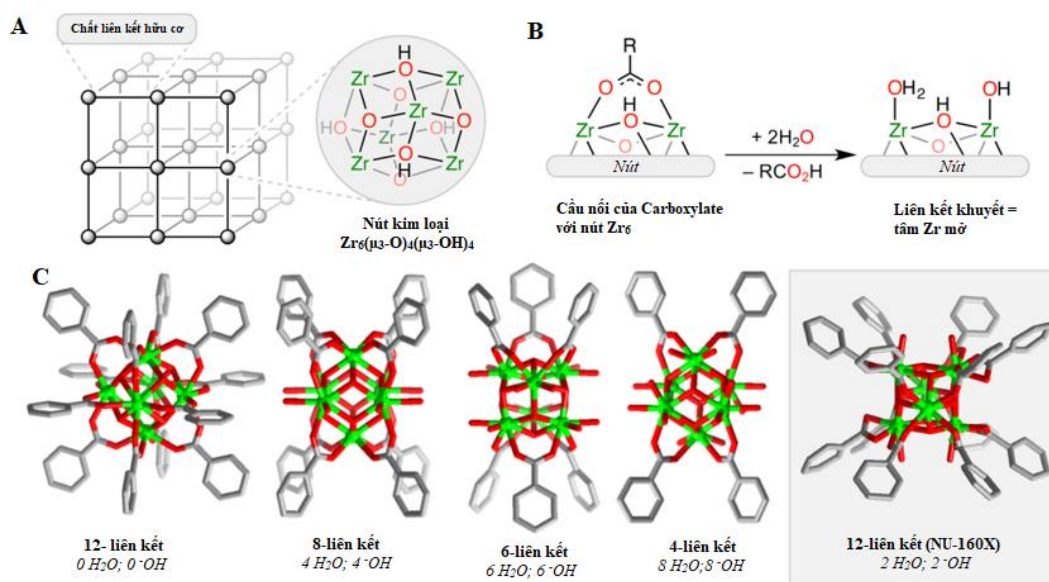 A
Chất liên kết hữu cơ
H
Zr O Zr
O
O Zr O
HO Zr OH
Zr O Zr
H
O
Nút kim loại
Zr₆(μ₃-O)₄(μ₃-OH)₄
B
R
O O
H
Zr O Zr
O
Nút
Cầu nối của Carboxylate
với nút Zr₆
+ 2H₂O
– RCO₂H
OH₂ OH
H
Zr O Zr
O
Nút
Liên kết khuyết =
tâm Zr mở
C
12- liên kết
0 H₂O; 0 ⁻OH
8-liên kết
4 H₂O; 4 ⁻OH
6-liên kết
6 H₂O; 6 ⁻OH
4-liên kết
8 H₂O;8 ⁻OH
12-liên kết (NU-160X)
2 H₂O; 2 ⁻OH